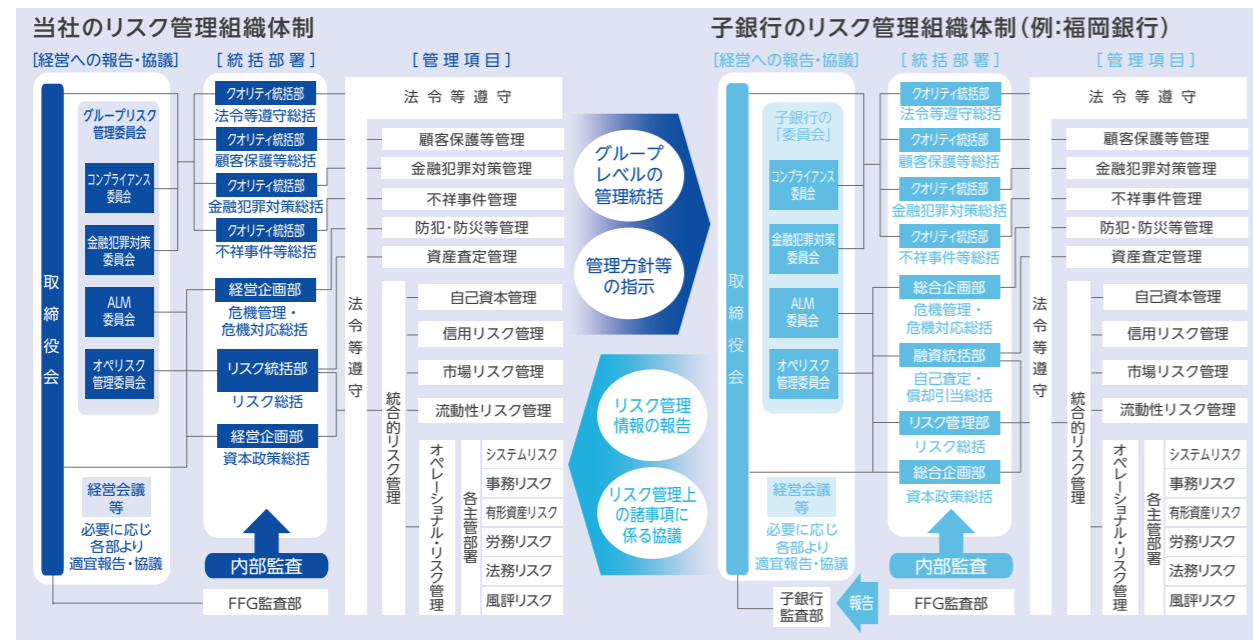 当社のリスク管理組織体制
[経営への報告・協議]
[統括部署]
[管理項目]
取締役会
グループリスク
管理委員会
コンプライアンス
委員会
金融犯罪対策
委員会
ALM
委員会
オペリスク
管理委員会
経営会議
等
必要に応じ
各部より
適宜報告・協議
クオリティ統括部
法令等遵守総括
クオリティ統括部
顧客保護等総括
クオリティ統括部
金融犯罪対策総括
クオリティ統括部
不祥事件等総括
経営企画部
危機管理・
危機対応総括
リスク統括部
リスク総括
経営企画部
資本政策総括
内部監査
FFG監査部
法令等遵守
法令等遵守
顧客保護等管理
金融犯罪対策管理
不祥事件管理
防犯・防災等管理
資産査定管理
統合的リスク管理
自己資本管理
信用リスク管理
市場リスク管理
流動性リスク管理
オペレーショナル・リスク管理
各主管部署
システムリスク
事務リスク
有形資産リスク
労務リスク
法務リスク
風評リスク
グループ
レベルの
管理統括
管理方針等
の指示
リスク管理
情報の報告
リスク管理上
の諸事項に
係る協議
子銀行のリスク管理組織体制(例:福岡銀行)
[経営への報告・協議]
[統括部署]
[管理項目]
取締役会
子銀行の
「委員会」
コンプライアンス
委員会
金融犯罪対策
委員会
ALM
委員会
オペリスク
管理委員会
経営会議
等
必要に応じ
各部より
適宜報告・協議
クオリティ統括部
法令等遵守総括
クオリティ統括部
顧客保護等総括
クオリティ統括部
金融犯罪対策総括
クオリティ統括部
不祥事件等総括
総合企画部
危機管理・
危機対応総括
融資統括部
自己査定・
償却引当総括
リスク管理部
リスク総括
総合企画部
資本政策総括
内部監査
子銀行
監査部
報告
FFG監査部
法令等遵守
法令等遵守
顧客保護等管理
金融犯罪対策管理
不祥事件管理
防犯・防災等管理
資産査定管理
統合的リスク管理
自己資本管理
信用リスク管理
市場リスク管理
流動性リスク管理
オペレーショナル・リスク管理
各主管部署
システムリスク
事務リスク
有形資産リスク
労務リスク
法務リスク
風評リスク